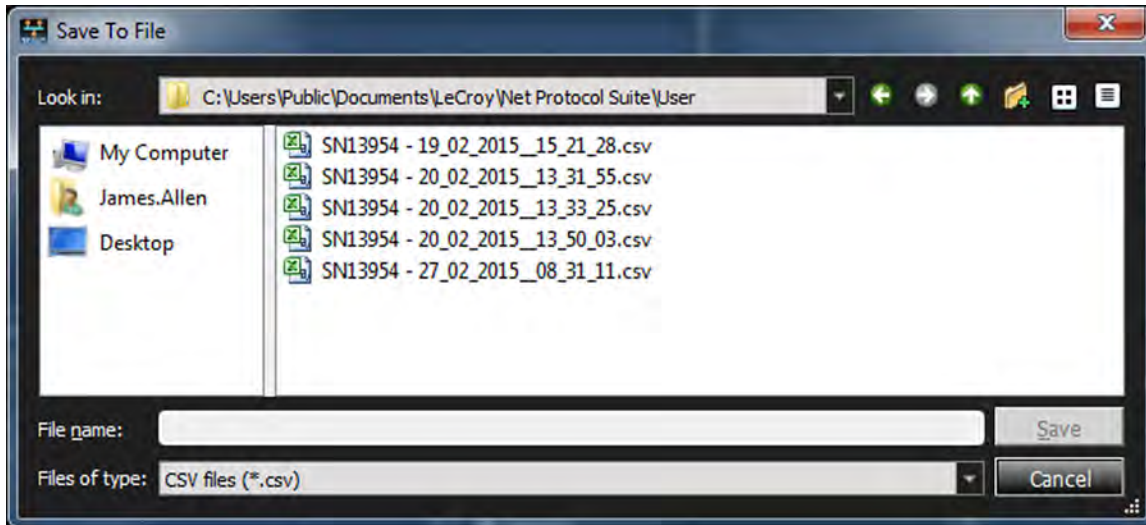 Save To File
Look in: C:\Users\Public\Documents\LeCroy\Net Protocol Suite\User
My Computer
James.Allen
Desktop
SN13954 - 19_02_2015__15_21_28.csv
SN13954 - 20_02_2015__13_31_55.csv
SN13954 - 20_02_2015__13_33_25.csv
SN13954 - 20_02_2015__13_50_03.csv
SN13954 - 27_02_2015__08_31_11.csv
File name: Save
Files of type: CSV files (*.csv) Cancel